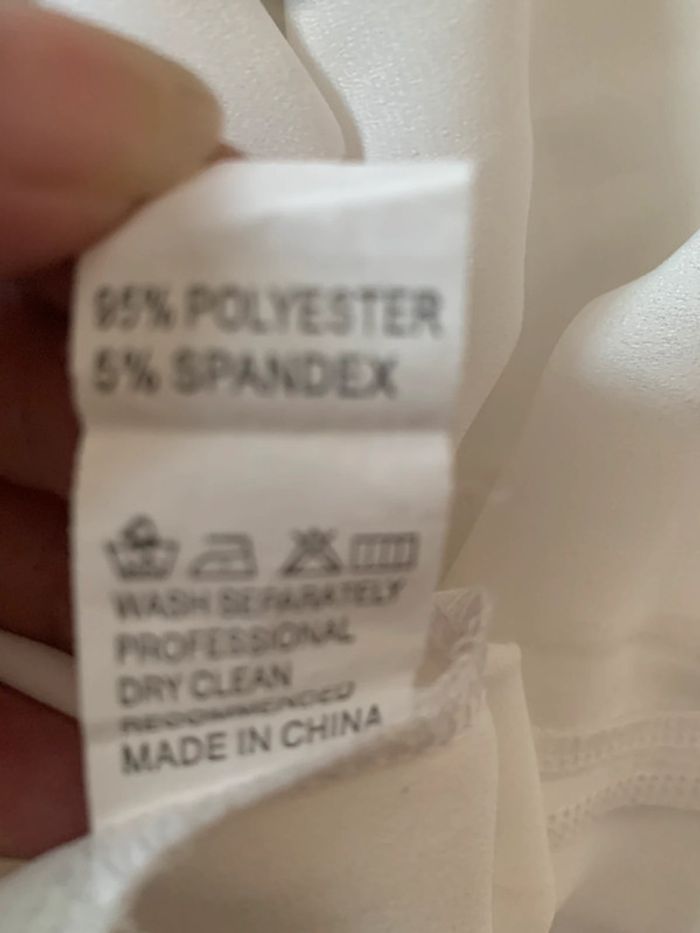 95% POLYESTER
5% SPANDEX
WASH SEPARATELY
PROFESSIONAL
DRY CLEAN
RECOMMENDED
MADE IN CHINA